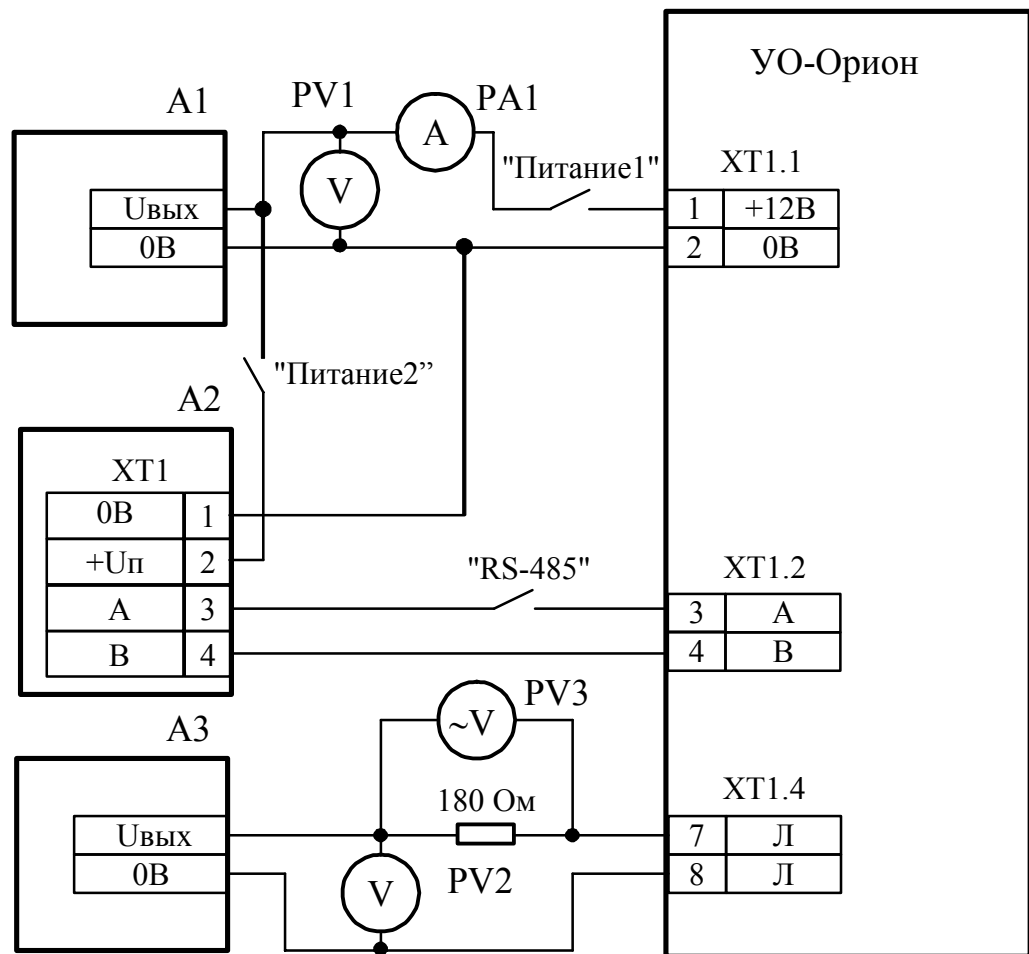 УО-Орион
A1
PV1
PA1
"Питание1"
XT1.1
Uвых
0В
1 +12В
2 0В
"Питание2”
A2
XT1
0В 1
+Uп 2
A 3
B 4
"RS-485"
XT1.2
3 A
4 B
A
V
PV3
~V
A3
180 Ом
XT1.4
Uвых
0В
7 Л
8 Л
PV2
V